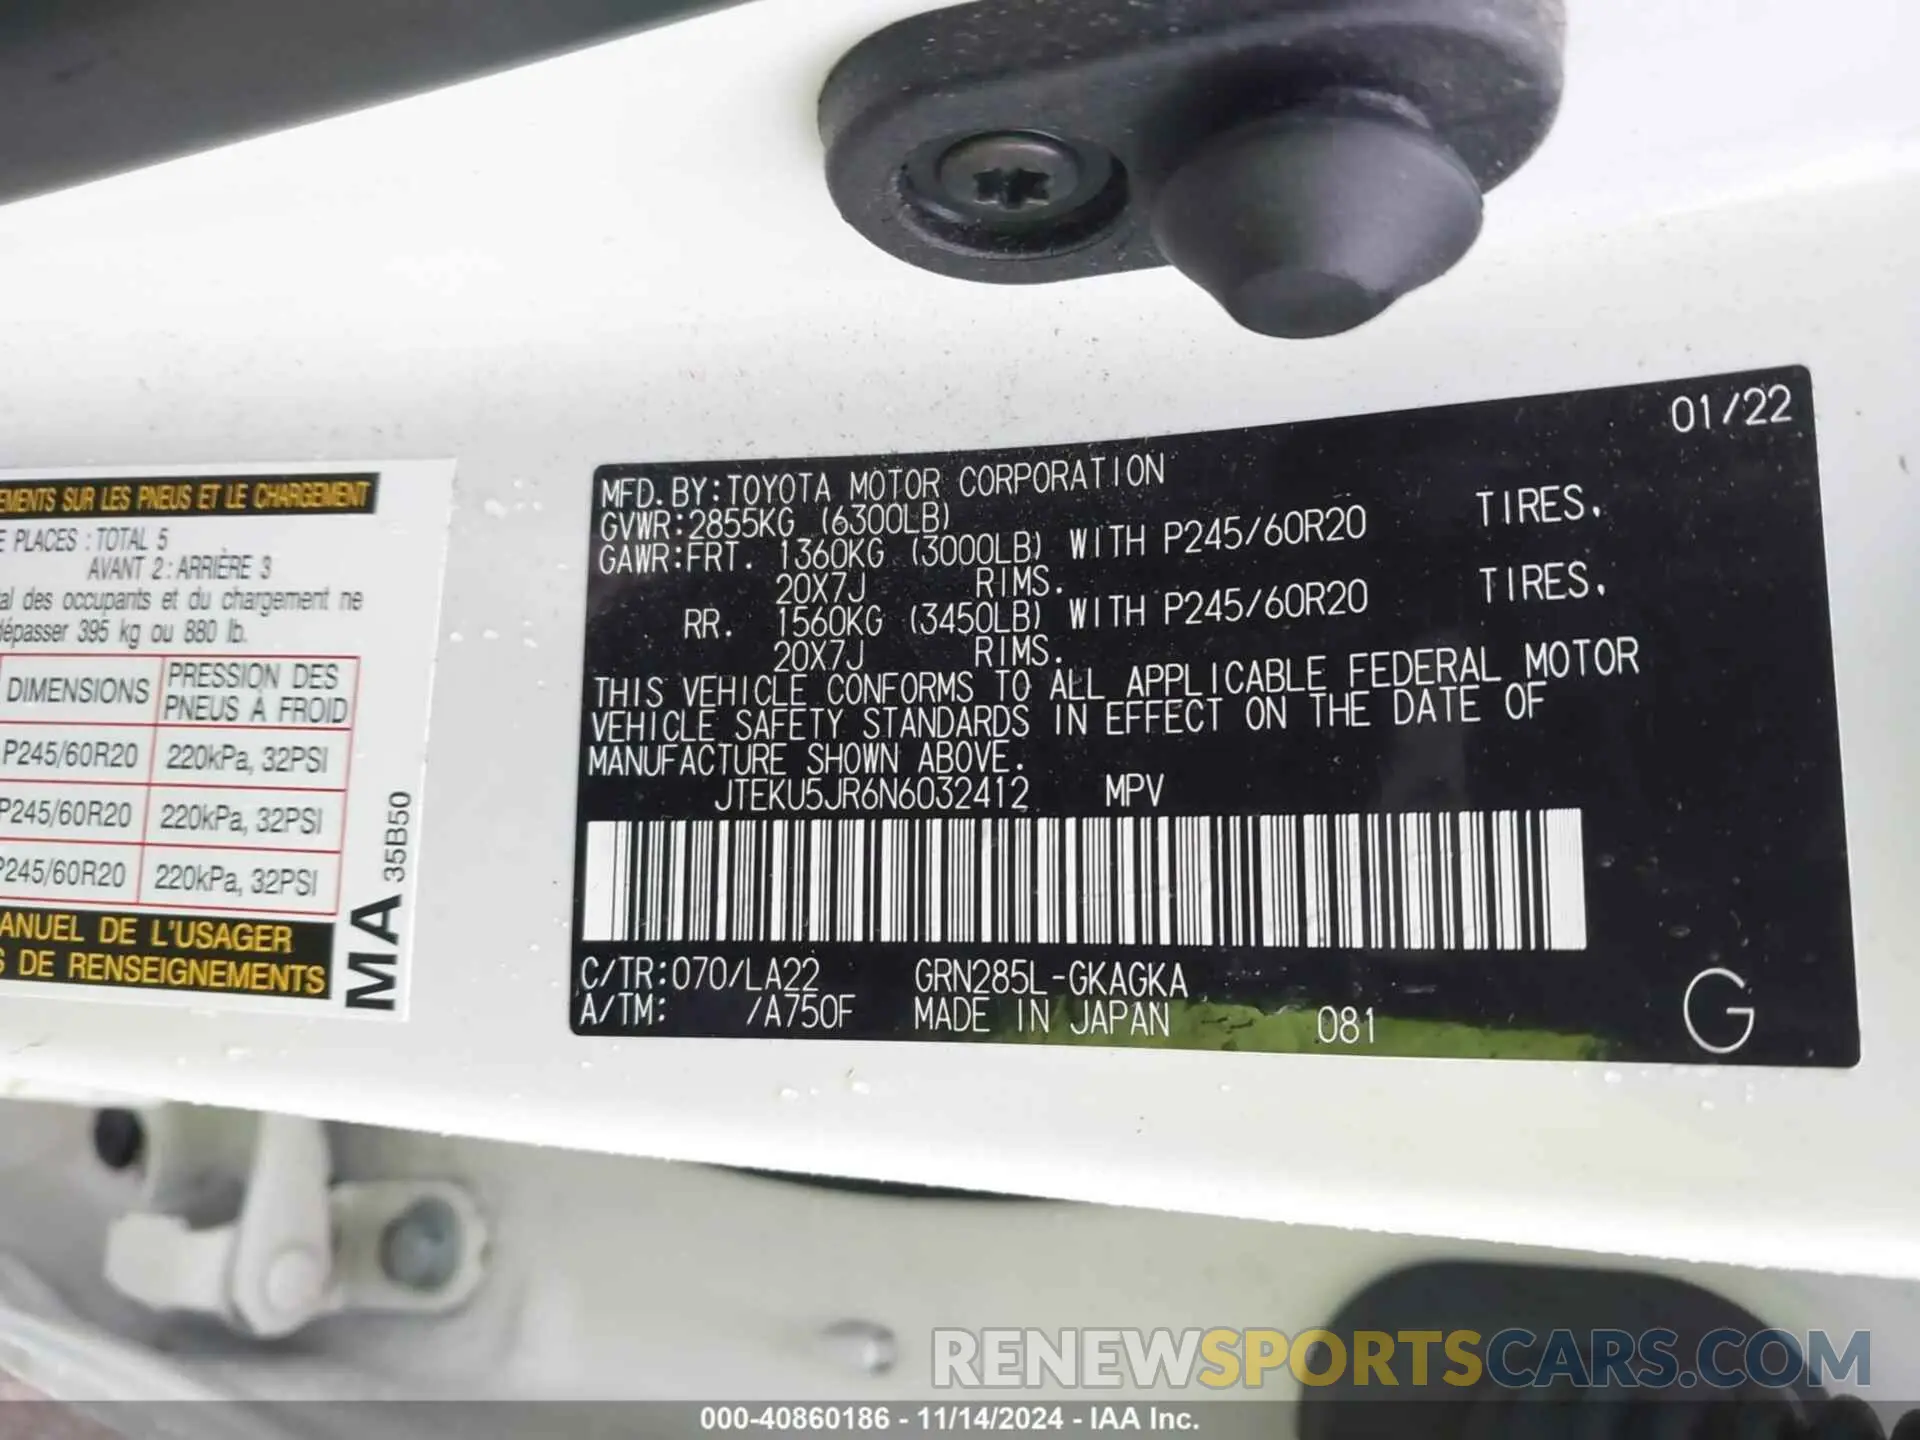 EMENTS SUR LES PNEUS ET LE CHARGEMENT
E PLACES : TOTAL 5
AVANT 2 : ARRIÈRE 3
al des occupants et du chargement ne
dépasser 395 kg ou 880 lb.
DIMENSIONS PRESSION DES PNEUS À FROID
P245/60R20 220kPa, 32PSI
P245/60R20 220kPa, 32PSI
P245/60R20 220kPa, 32PSI
ANUEL DE L'USAGER
S DE RENSEIGNEMENTS
MA 35B50
01/22
MFD. BY: TOYOTA MOTOR CORPORATION
GVWR: 2855KG (6300LB)
GAWR: FRT. 1360KG (3000LB) WITH P245/60R20 TIRES.
20X7J RIMS.
RR. 1560KG (3450LB) WITH P245/60R20 TIRES.
20X7J RIMS.
THIS VEHICLE CONFORMS TO ALL APPLICABLE FEDERAL MOTOR
VEHICLE SAFETY STANDARDS IN EFFECT ON THE DATE OF
MANUFACTURE SHOWN ABOVE.
JTEKU5JR6N6032412 MPV
C/TR: 070/LA22 GRN285L-GKAGKA
A/TM: /A750F MADE IN JAPAN 081
G
RENEWSPORTSCARS.COM
000-40860186 - 11/14/2024 - IAA Inc.